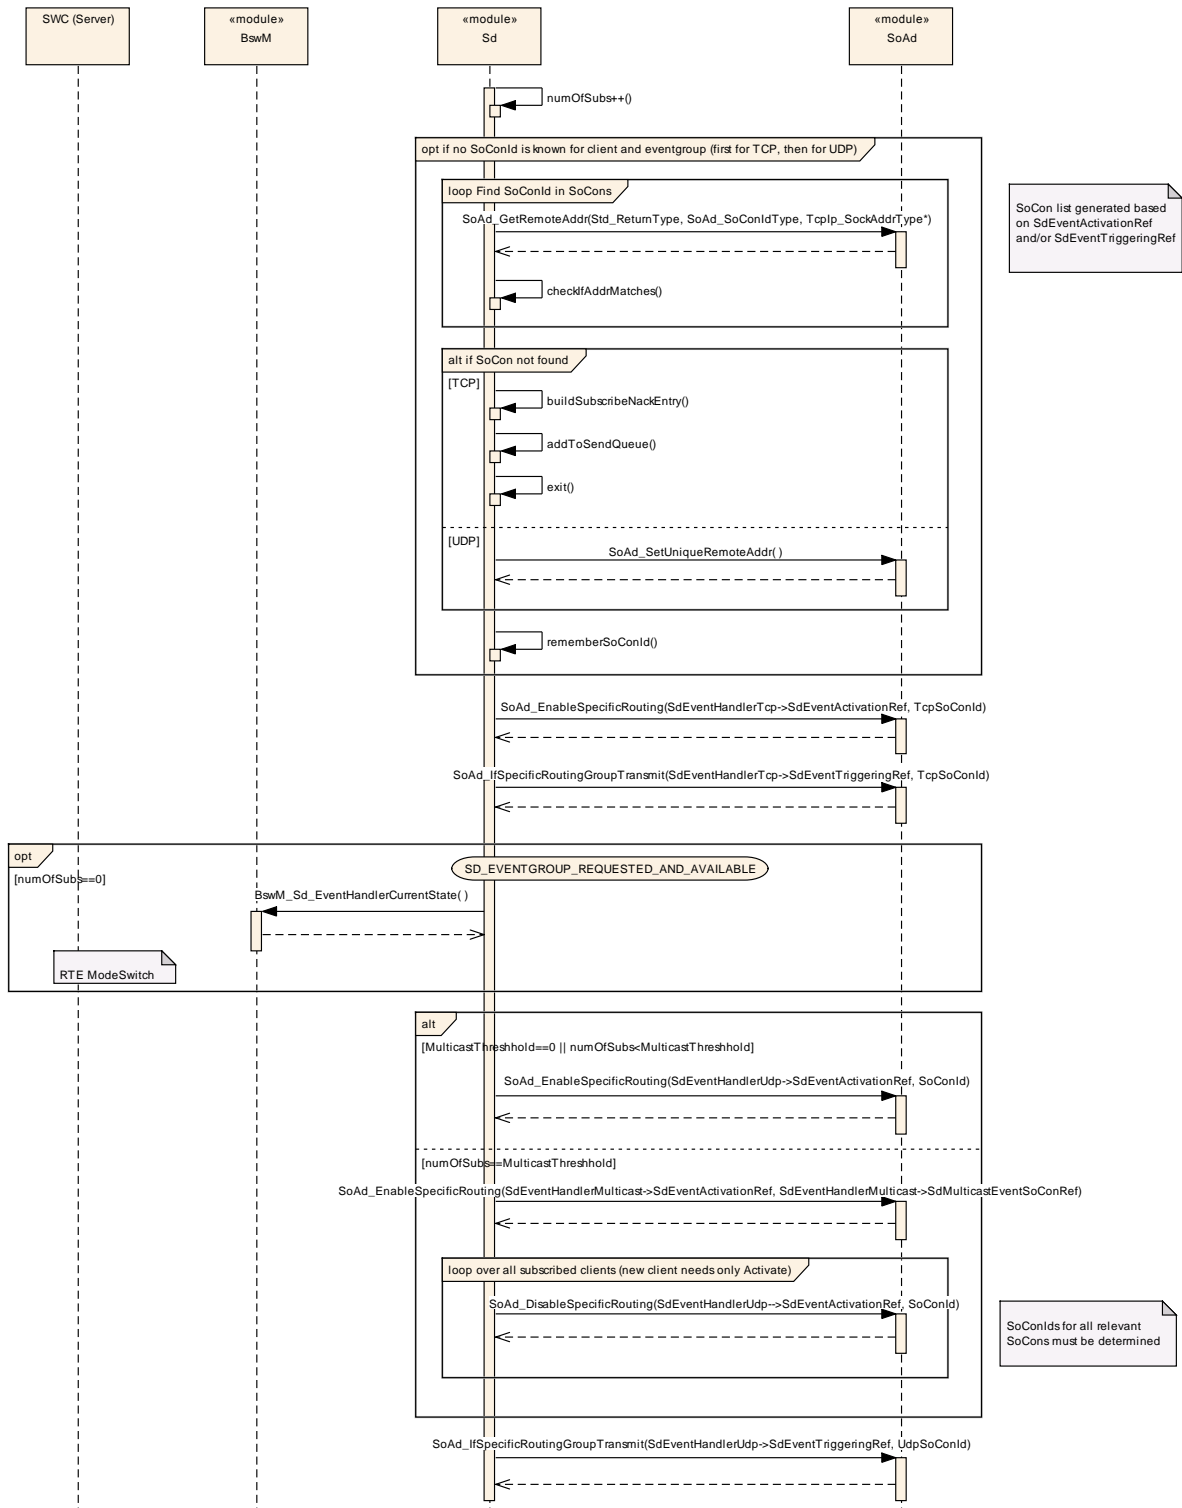 SWC (Server)
«module»
BswM
«module»
Sd
«module»
SoAd
numOfSubs++()
opt if no SoConId is known for client and eventgroup (first for TCP, then for UDP)
loop Find SoConId in SoCons
SoAd_GetRemoteAddr(Std_ReturnType, SoAd_SoConIdType, TcpIp_SockAddrType*)
SoCon list generated based
on SdEventActivationRef
and/or SdEventTriggeringRef
checkIfAddrMatches()
alt if SoCon not found
[TCP]
buildSubscribeNackEntry()
addToSendQueue()
exit()
[UDP]
SoAd_SetUniqueRemoteAddr( )
rememberSoConId()
SoAd_EnableSpecificRouting(SdEventHandlerTcp->SdEventActivationRef, TcpSoConId)
SoAd_IfSpecificRoutingGroupTransmit(SdEventHandlerTcp->SdEventTriggeringRef, TcpSoConId)
opt
[numOfSubs==0]
SD_EVENTGROUP_REQUESTED_AND_AVAILABLE
BswM_Sd_EventHandlerCurrentState( )
RTE ModeSwitch
alt
[MulticastThreshhold==0 || numOfSubs<MulticastThreshhold]
SoAd_EnableSpecificRouting(SdEventHandlerUdp->SdEventActivationRef, SoConId)
[numOfSubs==MulticastThreshhold]
SoAd_EnableSpecificRouting(SdEventHandlerMulticast->SdEventActivationRef, SdEventHandlerMulticast->SdMulticastEventSoConRef)
loop over all subscribed clients (new client needs only Activate)
SoAd_DisableSpecificRouting(SdEventHandlerUdp-->SdEventActivationRef, SoConId)
SoConIds for all relevant
SoCons must be determined
SoAd_IfSpecificRoutingGroupTransmit(SdEventHandlerUdp->SdEventTriggeringRef, UdpSoConId)